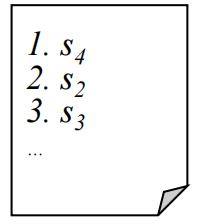 1. s₄
2. s₂
3. s₃
...